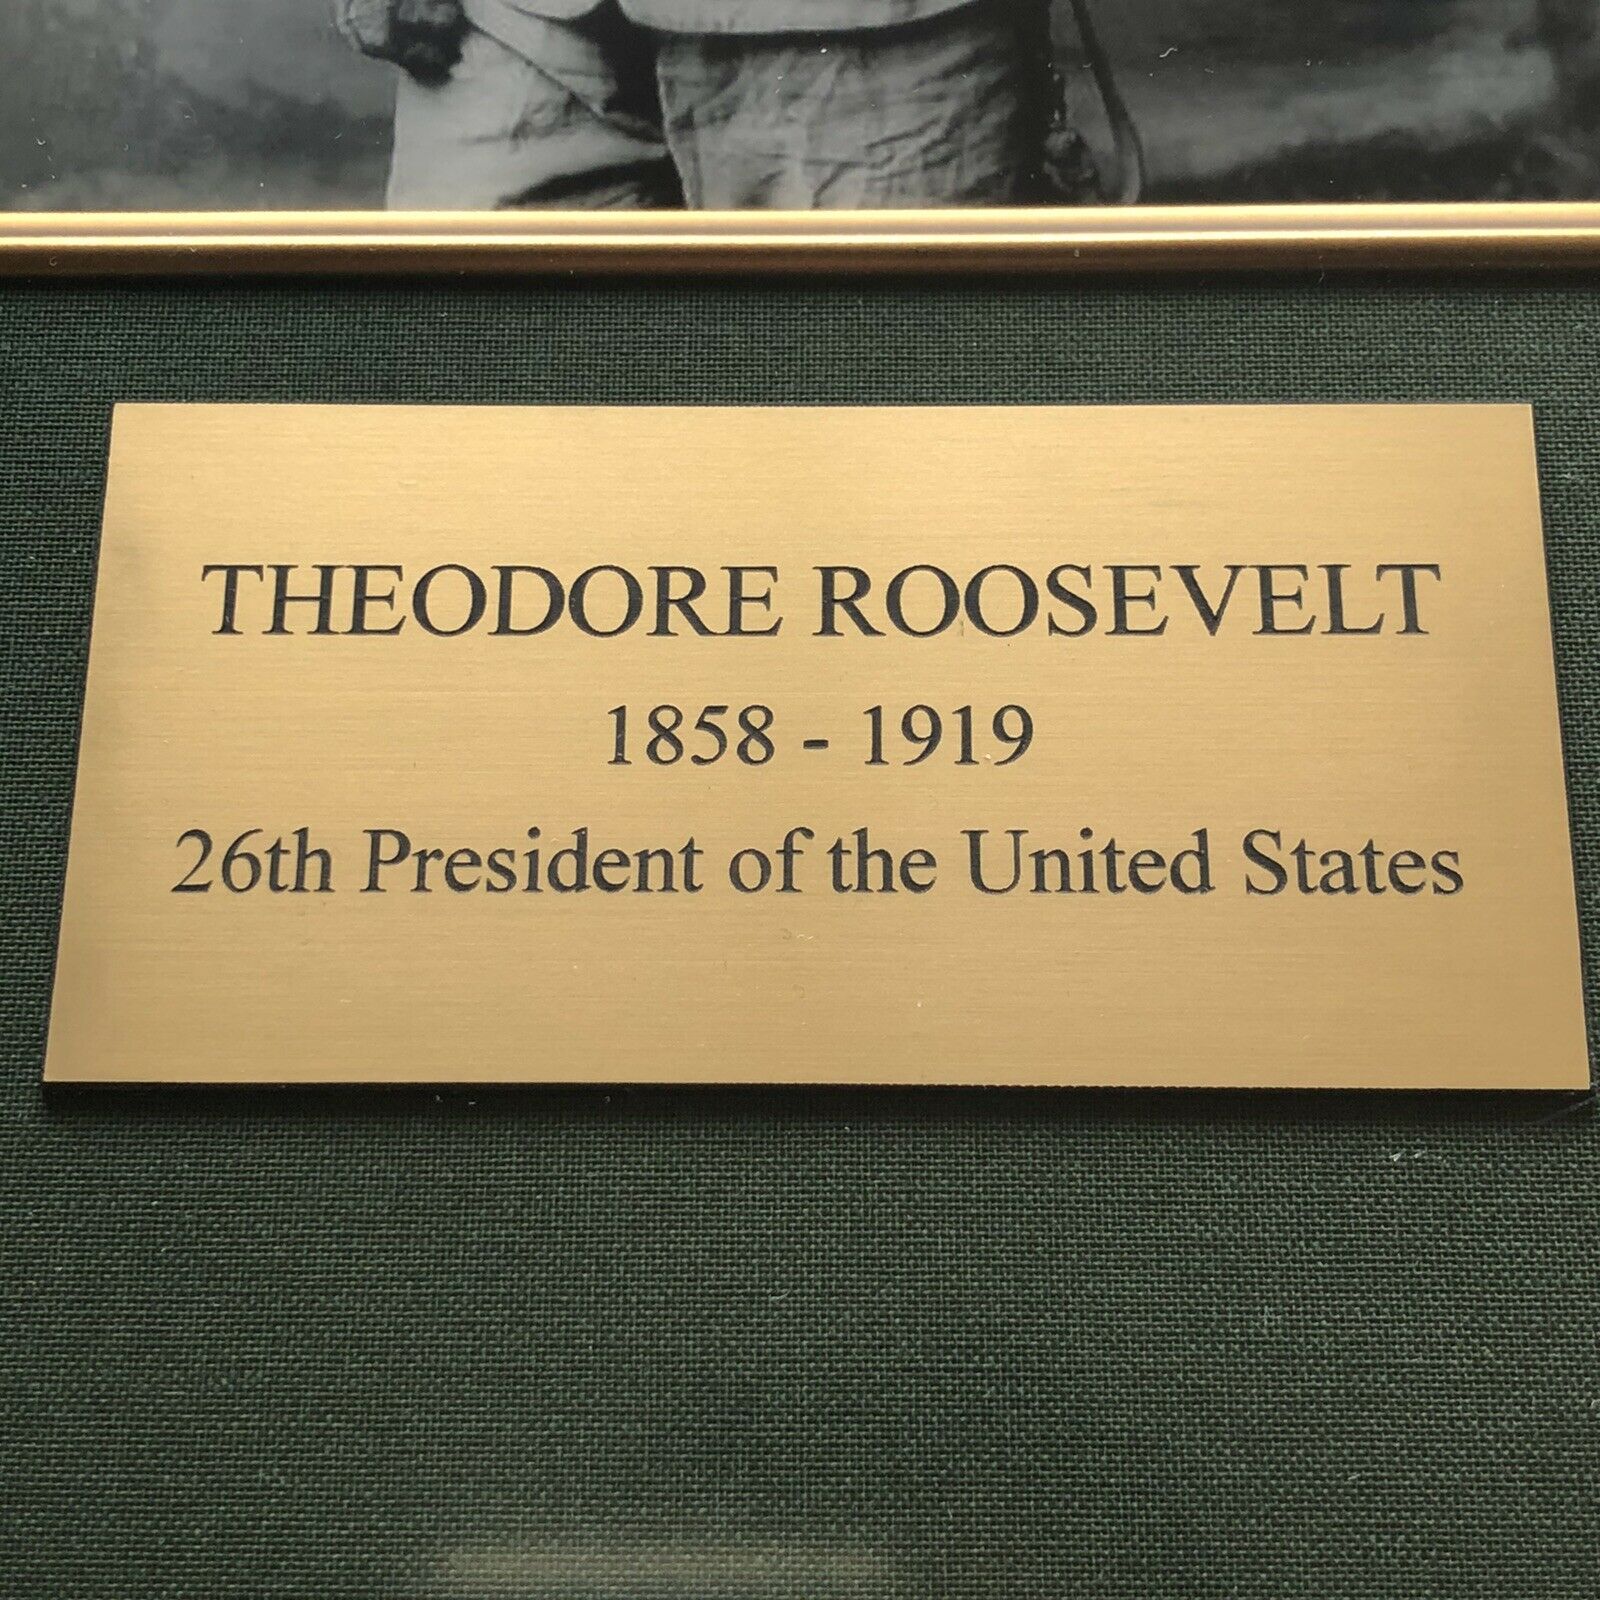 THEODORE ROOSEVELT
1858 - 1919
26th President of the United States